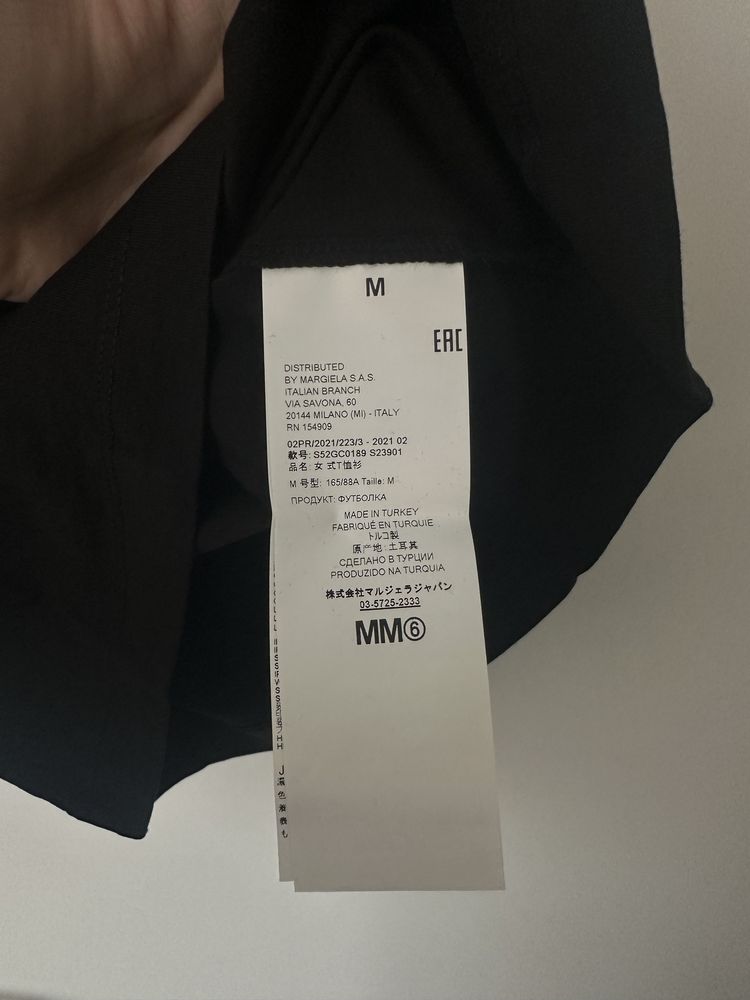 M
EAC
DISTRIBUTED
BY MARGIELA S.A.S.
ITALIAN BRANCH
VIA SAVONA, 60
20144 MILANO (MI) - ITALY
RN 154909
02PR/2021/223/3 - 2021 02
款号: S52GC0189 S23901
品名: 女 式T恤衫
M 号型: 165/88A Taille: M
ПРОДУКТ: ФУТБОЛКА
MADE IN TURKEY
FABRIQUÉ EN TURQUIE
トルコ製
原产地: 土耳其
СДЕЛАНО В ТУРЦИИ
PRODUZIDO NA TURQUIA
株式会社マルジェラジャパン
03-5725-2333
MM⑥